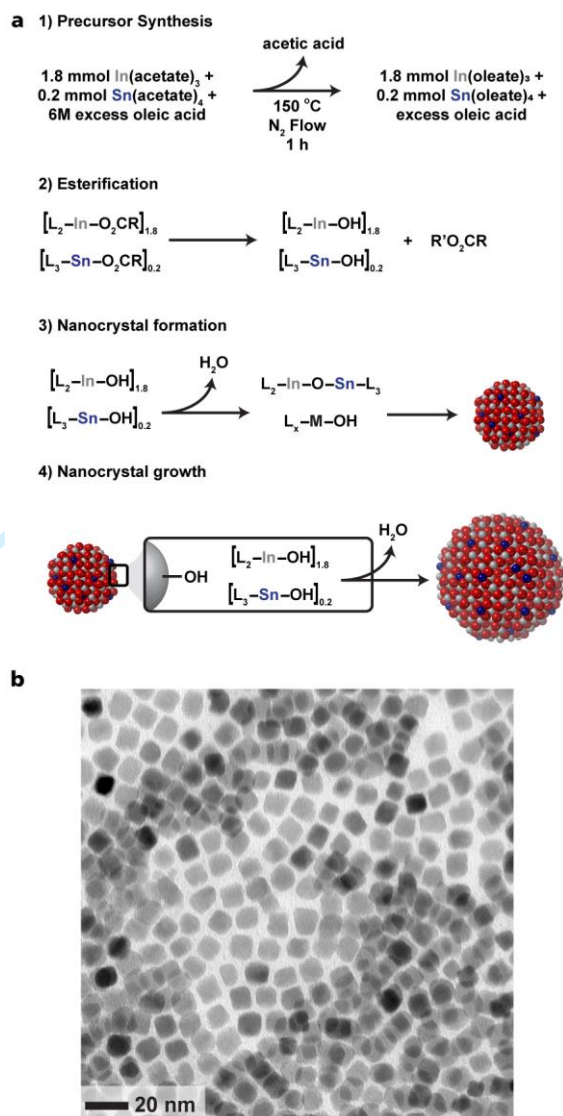 a
1) Precursor Synthesis
acetic acid
1.8 mmol In(acetate)₃ +
0.2 mmol Sn(acetate)₄ +
6M excess oleic acid
150 °C
N₂ Flow
1 h
1.8 mmol In(oleate)₃ +
0.2 mmol Sn(oleate)₄ +
excess oleic acid
2) Esterification
[L₂–In–O₂CR]₁.₈
[L₃–Sn–O₂CR]₀.₂
[L₂–In–OH]₁.₈
[L₃–Sn–OH]₀.₂
+ R'O₂CR
3) Nanocrystal formation
[L₂–In–OH]₁.₈
[L₃–Sn–OH]₀.₂
H₂O
L₂–In–O–Sn–L₃
Lₓ–M–OH
4) Nanocrystal growth
–OH
[L₂–In–OH]₁.₈
[L₃–Sn–OH]₀.₂
H₂O
b
20 nm